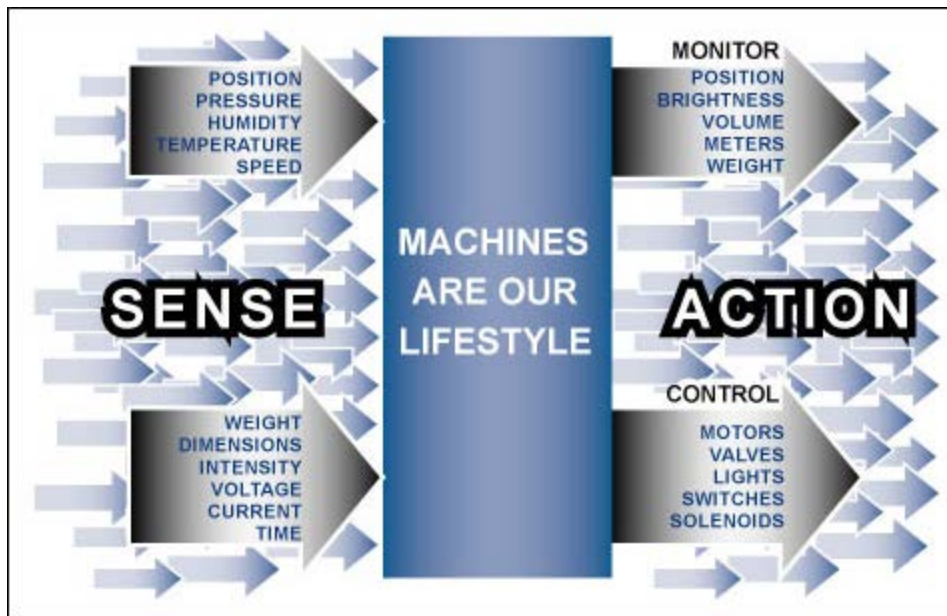 POSITION
PRESSURE
HUMIDITY
TEMPERATURE
SPEED
SENSE
WEIGHT
DIMENSIONS
INTENSITY
VOLTAGE
CURRENT
TIME
MACHINES
ARE OUR
LIFESTYLE
MONITOR
POSITION
BRIGHTNESS
VOLUME
METERS
WEIGHT
ACTION
CONTROL
MOTORS
VALVES
LIGHTS
SWITCHES
SOLENOIDS